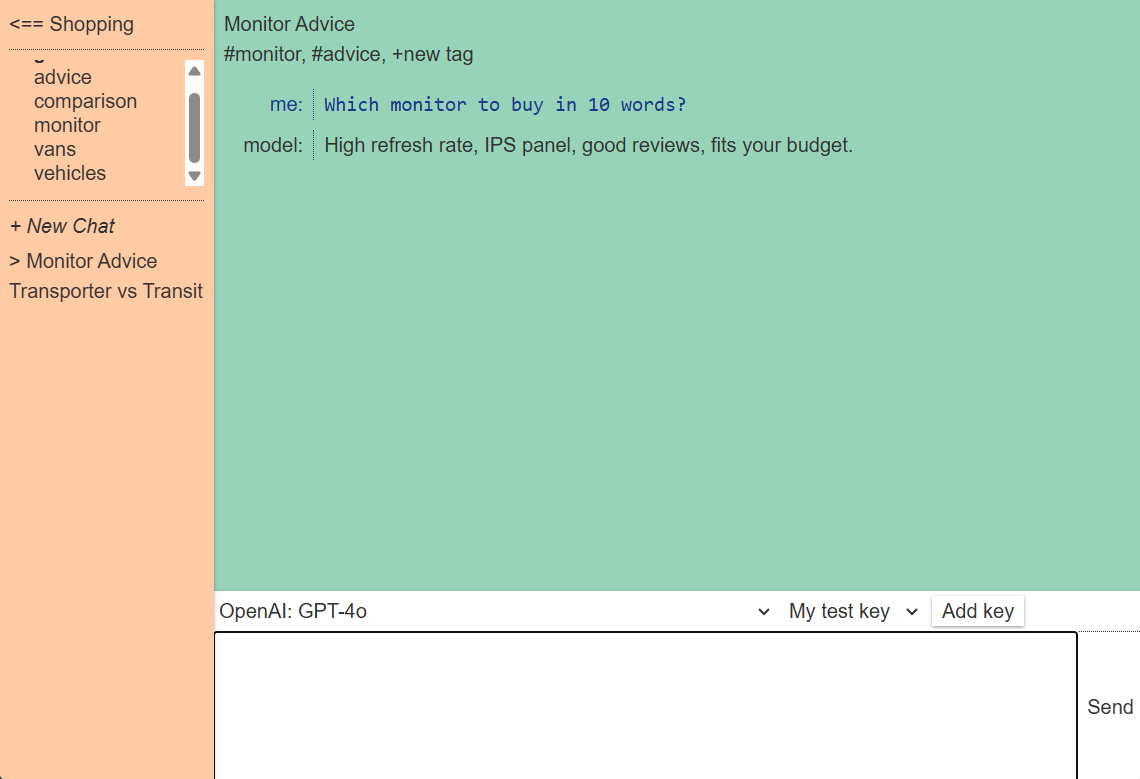 <== Shopping
advice
comparison
monitor
vans
vehicles
+ New Chat
> Monitor Advice
Transporter vs Transit
Monitor Advice
#monitor, #advice, +new tag
me: Which monitor to buy in 10 words?
model: High refresh rate, IPS panel, good reviews, fits your budget.
OpenAI: GPT-4o
My test key
Add key
Send